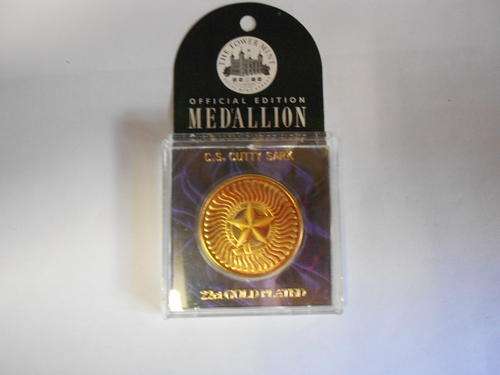 THE TOWER MINT
OFFICIAL EDITION
MEDALLION
C.S. CUTTY SARK
22ct GOLD PLATED